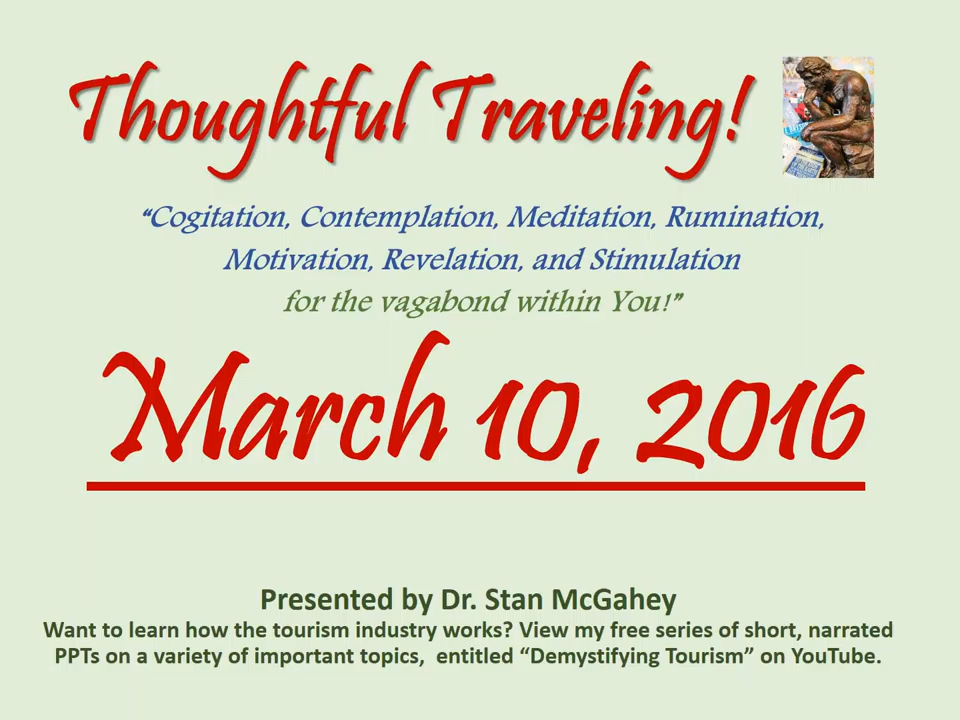 Thoughtful Traveling!
“Cogitation, Contemplation, Meditation, Rumination,
Motivation, Revelation, and Stimulation
for the vagabond within You!”
March 10, 2016
Presented by Dr. Stan McGahey
Want to learn how the tourism industry works? View my free series of short, narrated
PPTs on a variety of important topics, entitled “Demystifying Tourism” on YouTube.